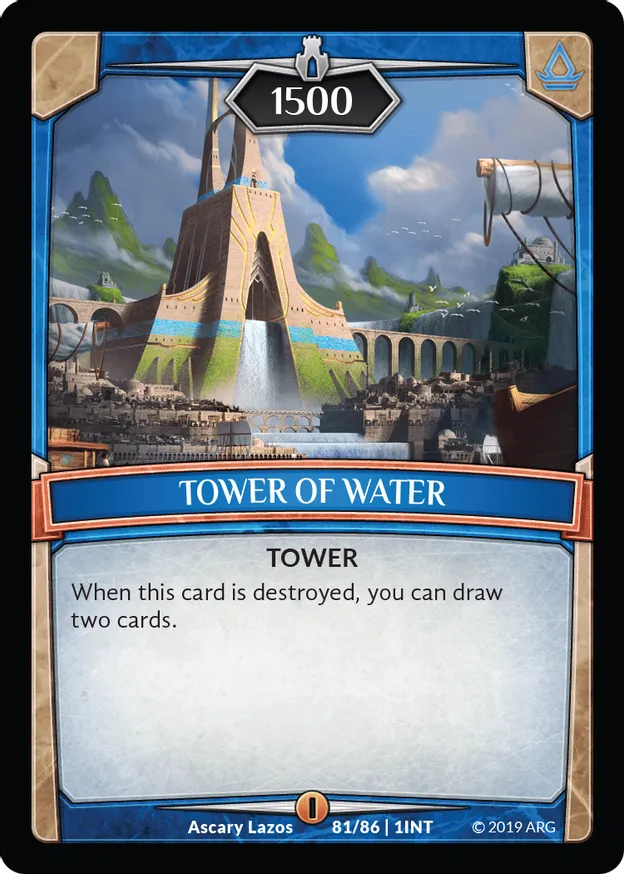 1500
TOWER OF WATER
TOWER
When this card is destroyed, you can draw
two cards.
I
Ascary Lazos 81/86 | 1INT © 2019 ARG